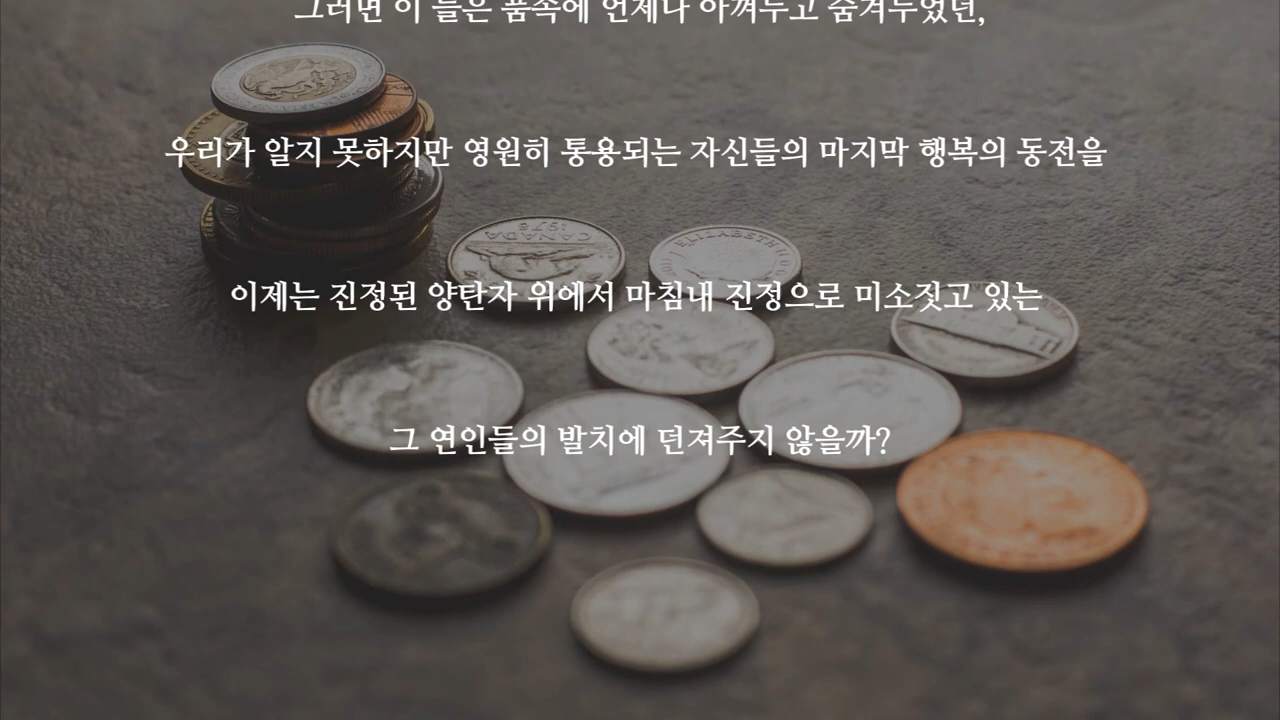 그러면 이 들은 품속에 언제나 아껴두고 숨겨두었던,
우리가 알지 못하지만 영원히 통용되는 자신들의 마지막 행복의 동전을
이제는 진정된 양탄자 위에서 마침내 진정으로 미소짓고 있는
그 연인들의 발치에 던져주지 않을까?
CANADA
1978
ELIZABETH II